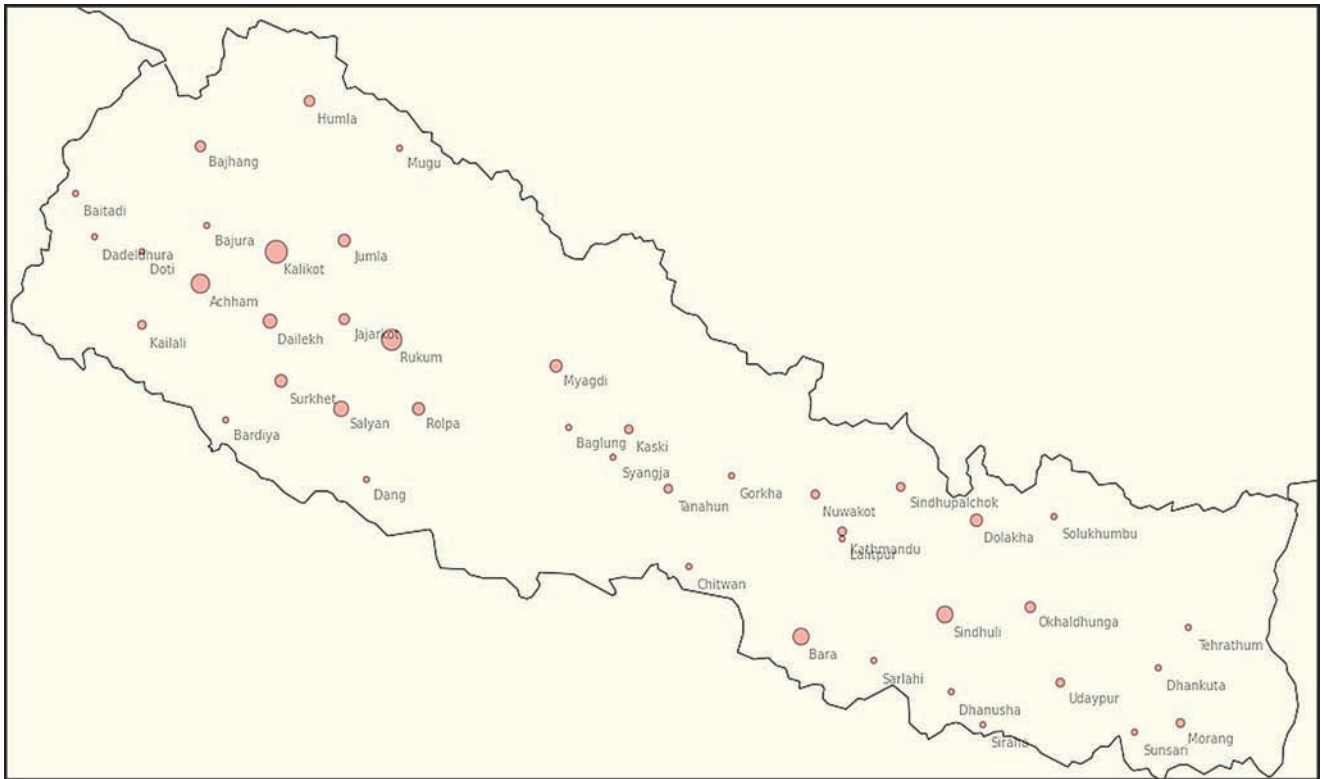 Humla
Bajhang
Mugu
Baitadi
Bajura
Dadeldhura
Jumla
Doti
Kalikot
Achham
Jajarkot
Dailekh
Kailali
Rukum
Myagdi
Surkhet
Salyan
Rolpa
Bardiya
Baglung
Kaski
Syangja
Dang
Gorkha
Tanahun
Nuwakot
Sindhupalchok
Solukhumbu
Dolakha
Kathmandu
Lalitpur
Chitwan
Okhaldhunga
Sindhuli
Tehrathum
Bara
Sarlahi
Dhankuta
Udaypur
Dhanusha
Siraha
Morang
Sunsari